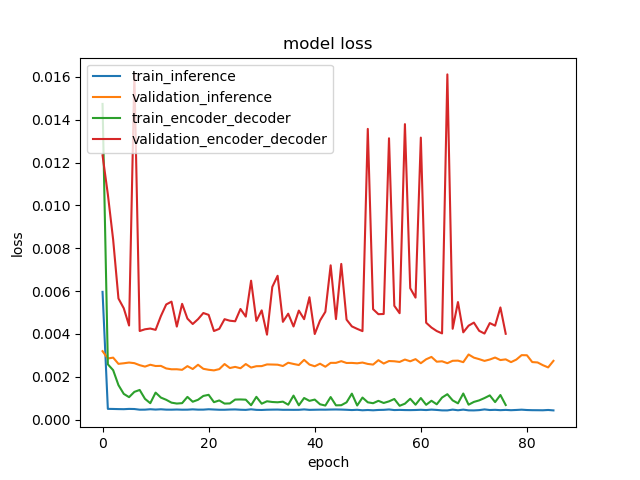 model loss
train_inference
validation_inference
train_encoder_decoder
validation_encoder_decoder
0.016
0.014
0.012
0.010
0.008
0.006
0.004
0.002
0.000
loss
0
20
40
60
80
epoch